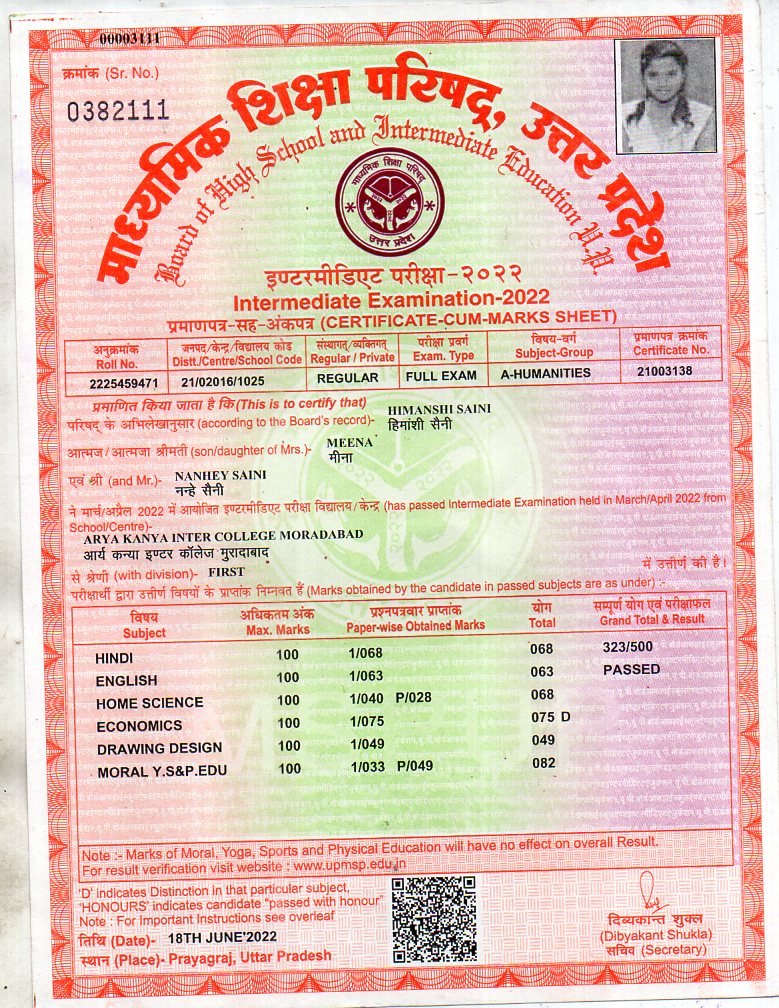 00003111
क्रमांक (Sr. No.)
0382111
माध्यमिक शिक्षा परिषद्, उत्तर प्रदेश
Board of High School and Intermediate Education U.P.
माध्यमिक शिक्षा परिषद्
उत्तर प्रदेश
इण्टरमीडिएट परीक्षा-२०२२
Intermediate Examination-2022
प्रमाणपत्र-सह-अंकपत्र (CERTIFICATE-CUM-MARKS SHEET)
अनुक्रमांक जनपद/केन्द्र/विद्यालय कोड संस्थागत्/व्यक्तिगत् परीक्षा प्रवर्ग विषय-वर्ग प्रमाणपत्र क्रमांक
Roll No. Distt./Centre/School Code Regular / Private Exam. Type Subject-Group Certificate No.
2225459471 21/02016/1025 REGULAR FULL EXAM A-HUMANITIES 21003138
प्रमाणित किया जाता है कि (This is to certify that) HIMANSHI SAINI
परिषद् के अभिलेखानुसार (according to the Board's record)- हिमांशी सैनी
MEENA
आत्मज/आत्मजा श्रीमती (son/daughter of Mrs.)- मीना
एवं श्री (and Mr.)- NANHEY SAINI
नन्हे सैनी
ने मार्च/अप्रैल 2022 में आयोजित इण्टरमीडिएट परीक्षा विद्यालय/केन्द्र (has passed Intermediate Examination held in March/April 2022 from
School/Centre)-
ARYA KANYA INTER COLLEGE MORADABAD
आर्य कन्या इण्टर कॉलेज मुरादाबाद
में उत्तीर्ण की है।
से श्रेणी (with division)- FIRST
परीक्षार्थी द्वारा उत्तीर्ण विषयों के प्राप्तांक निम्नवत हैं (Marks obtained by the candidate in passed subjects are as under) :-
विषय अधिकतम अंक प्रश्नपत्रवार प्राप्तांक योग सम्पूर्ण योग एवं परीक्षाफल
Subject Max. Marks Paper-wise Obtained Marks Total Grand Total & Result
HINDI 100 1/068 068 323/500
ENGLISH 100 1/063 063 PASSED
HOME SCIENCE 100 1/040 P/028 068
ECONOMICS 100 1/075 075 D
DRAWING DESIGN 100 1/049 049
MORAL Y.S&P.EDU 100 1/033 P/049 082
Note :- Marks of Moral, Yoga, Sports and Physical Education will have no effect on overall Result.
For result verification visit website : www.upmsp.edu.in
'D' indicates Distinction in that particular subject,
'HONOURS' indicates candidate "passed with honour"
Note : For Important Instructions see overleaf
तिथि (Date)- 18TH JUNE'2022
स्थान (Place)- Prayagraj, Uttar Pradesh
दिव्यकान्त शुक्ल
(Dibyakant Shukla)
सचिव (Secretary)